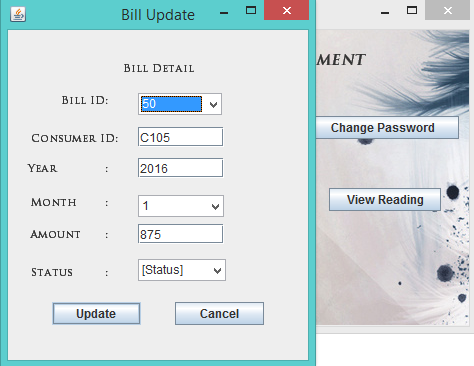 Bill Update
Bill Detail
Bill ID: 50
Consumer ID: C105
Year : 2016
Month : 1
Amount : 875
Status : [Status]
Update Cancel
MENT
Change Password
View Reading